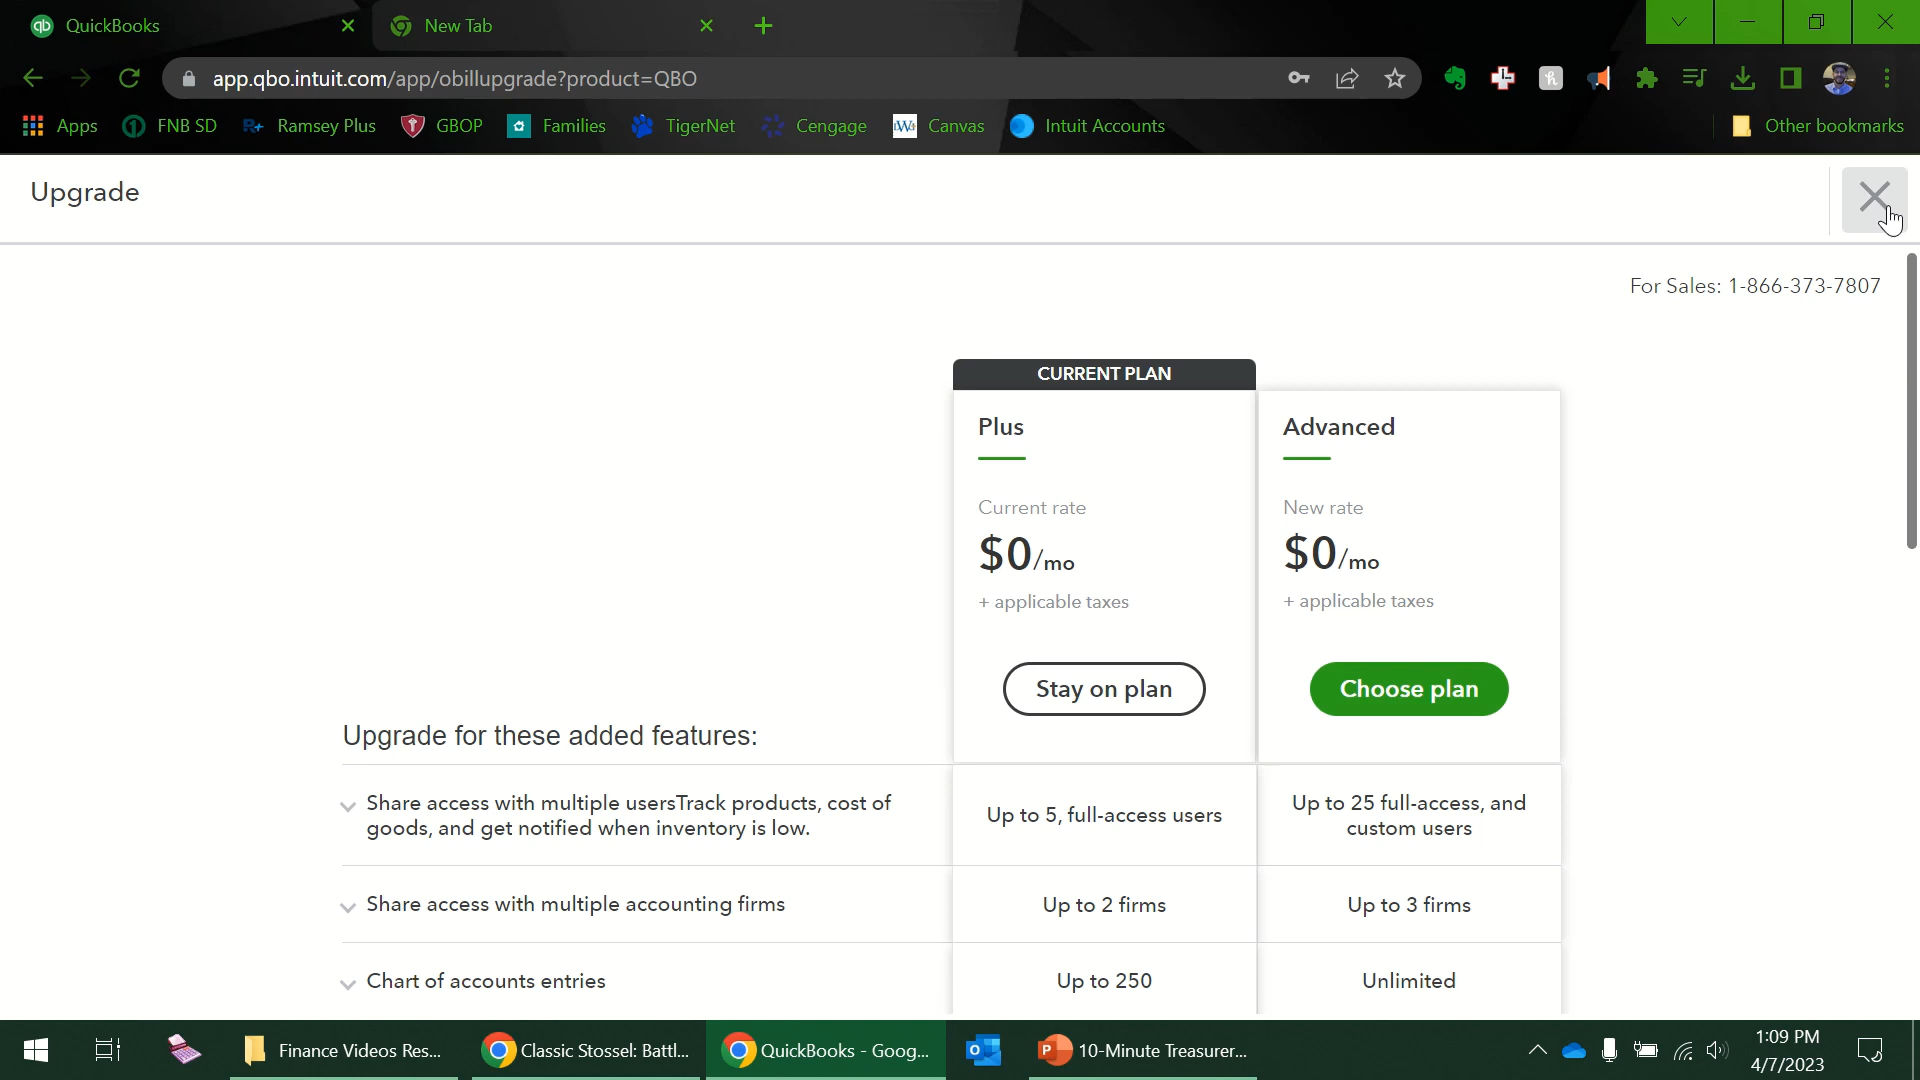 QuickBooks
New Tab
app.qbo.intuit.com/app/obillupgrade?product=QBO
Apps FNB SD Ramsey Plus GBOP Families TigerNet Cengage Canvas Intuit Accounts Other bookmarks
Upgrade
For Sales: 1-866-373-7807
CURRENT PLAN
Plus
Current rate
$0/mo
+ applicable taxes
Stay on plan
Advanced
New rate
$0/mo
+ applicable taxes
Choose plan
Upgrade for these added features:
Share access with multiple usersTrack products, cost of
goods, and get notified when inventory is low.
Up to 5, full-access users
Up to 25 full-access, and
custom users
Share access with multiple accounting firms
Up to 2 firms
Up to 3 firms
Chart of accounts entries
Up to 250
Unlimited
Finance Videos Res...
Classic Stossel: Battl...
QuickBooks - Goog...
10-Minute Treasurer...
1:09 PM
4/7/2023